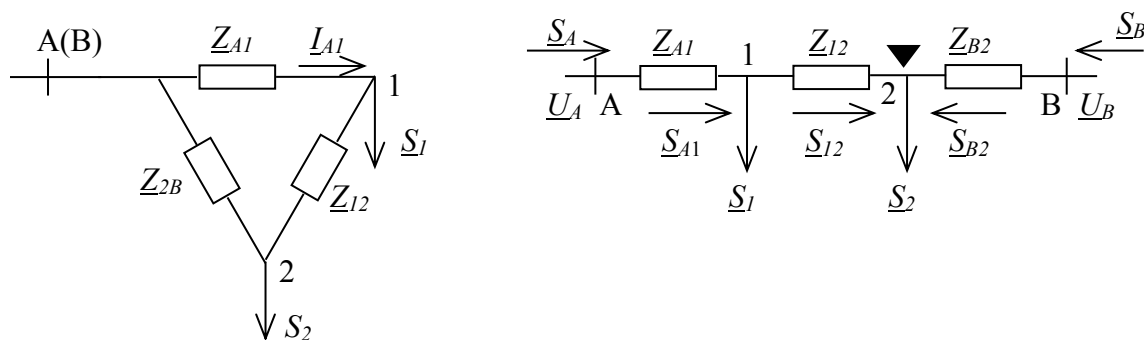 A(B)
Z_A1
I_A1
1
S_1
Z_2B
Z_12
2
S_2
S_A
Z_A1
Z_12
Z_B2
S_B
1
2
U_A
A
B
U_B
S_A1
S_12
S_B2
S_1
S_2